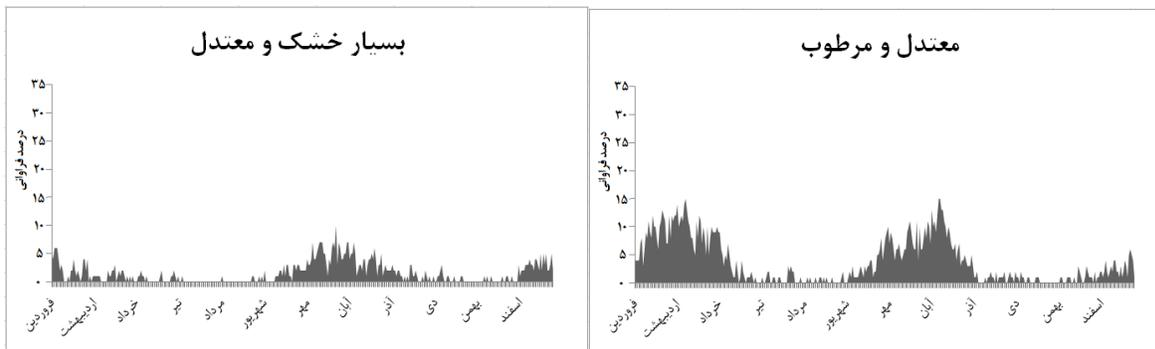 بسیار خشک و معتدل
درصد فراوانی
۳۵
۳۰
۲۵
۲۰
۱۵
۱۰
۵
۰
فروردین
اردیبهشت
خرداد
تیر
مرداد
شهریور
مهر
آبان
آذر
دی
بهمن
اسفند
معتدل و مرطوب
درصد فراوانی
۳۵
۳۰
۲۵
۲۰
۱۵
۱۰
۵
۰
فروردین
اردیبهشت
خرداد
تیر
مرداد
شهریور
مهر
آبان
آذر
دی
بهمن
اسفند